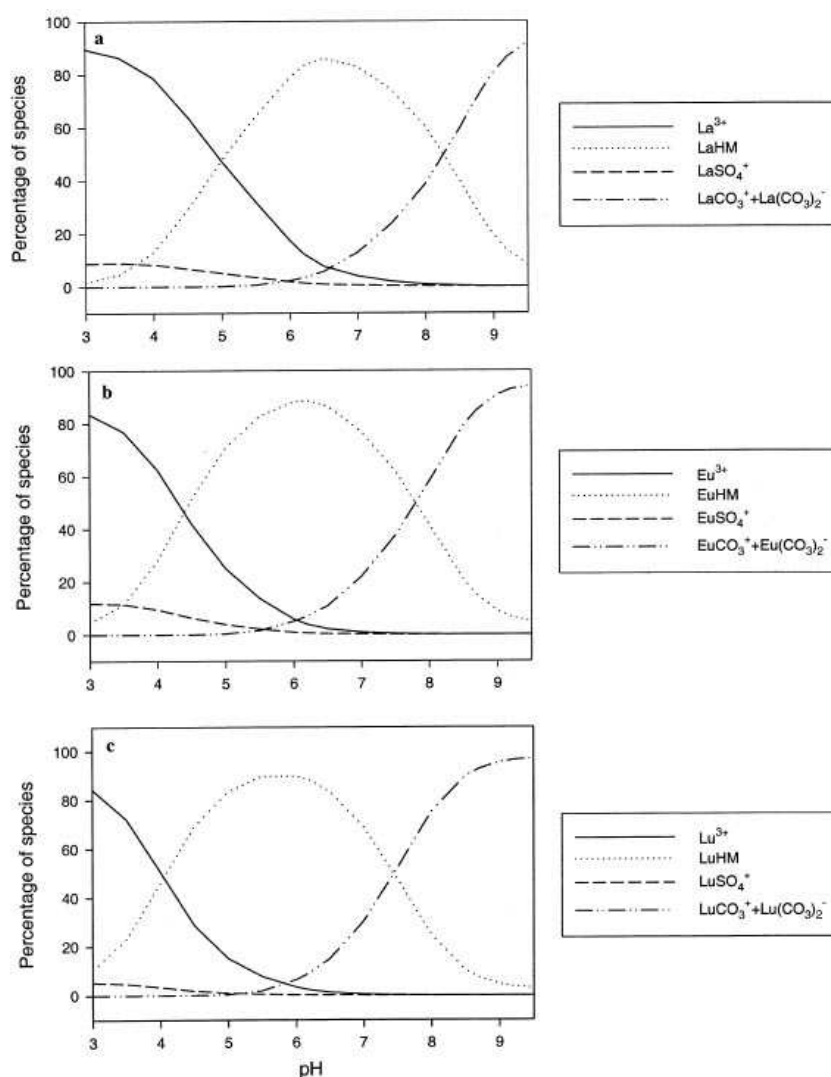 a
Percentage of species
100
80
60
40
20
0
3 4 5 6 7 8 9
La³⁺
LaHM
LaSO₄⁺
LaCO₃⁺+La(CO₃)₂⁻
b
Percentage of species
100
80
60
40
20
0
3 4 5 6 7 8 9
Eu³⁺
EuHM
EuSO₄⁺
EuCO₃⁺+Eu(CO₃)₂⁻
c
Percentage of species
100
80
60
40
20
0
3 4 5 6 7 8 9
pH
Lu³⁺
LuHM
LuSO₄⁺
LuCO₃⁺+Lu(CO₃)₂⁻